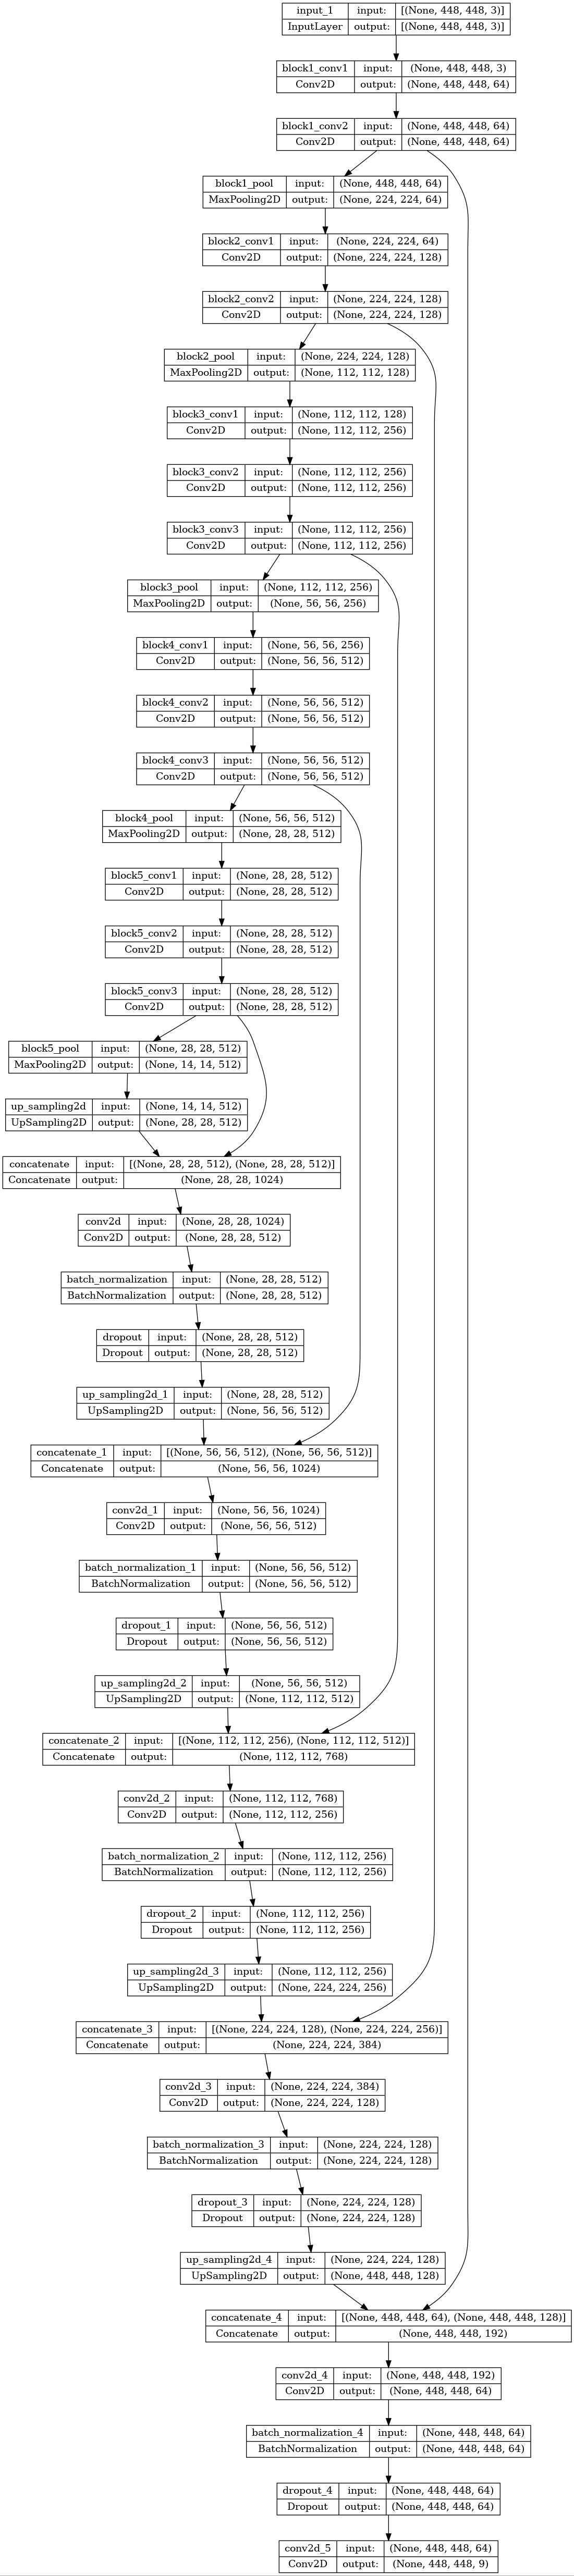 input_1 input: [(None, 448, 448, 3)]
InputLayer output: [(None, 448, 448, 3)]
block1_conv1 input: (None, 448, 448, 3)
Conv2D output: (None, 448, 448, 64)
block1_conv2 input: (None, 448, 448, 64)
Conv2D output: (None, 448, 448, 64)
block1_pool input: (None, 448, 448, 64)
MaxPooling2D output: (None, 224, 224, 64)
block2_conv1 input: (None, 224, 224, 64)
Conv2D output: (None, 224, 224, 128)
block2_conv2 input: (None, 224, 224, 128)
Conv2D output: (None, 224, 224, 128)
block2_pool input: (None, 224, 224, 128)
MaxPooling2D output: (None, 112, 112, 128)
block3_conv1 input: (None, 112, 112, 128)
Conv2D output: (None, 112, 112, 256)
block3_conv2 input: (None, 112, 112, 256)
Conv2D output: (None, 112, 112, 256)
block3_conv3 input: (None, 112, 112, 256)
Conv2D output: (None, 112, 112, 256)
block3_pool input: (None, 112, 112, 256)
MaxPooling2D output: (None, 56, 56, 256)
block4_conv1 input: (None, 56, 56, 256)
Conv2D output: (None, 56, 56, 512)
block4_conv2 input: (None, 56, 56, 512)
Conv2D output: (None, 56, 56, 512)
block4_conv3 input: (None, 56, 56, 512)
Conv2D output: (None, 56, 56, 512)
block4_pool input: (None, 56, 56, 512)
MaxPooling2D output: (None, 28, 28, 512)
block5_conv1 input: (None, 28, 28, 512)
Conv2D output: (None, 28, 28, 512)
block5_conv2 input: (None, 28, 28, 512)
Conv2D output: (None, 28, 28, 512)
block5_conv3 input: (None, 28, 28, 512)
Conv2D output: (None, 28, 28, 512)
block5_pool input: (None, 28, 28, 512)
MaxPooling2D output: (None, 14, 14, 512)
up_sampling2d input: (None, 14, 14, 512)
UpSampling2D output: (None, 28, 28, 512)
concatenate input: [(None, 28, 28, 512), (None, 28, 28, 512)]
Concatenate output: (None, 28, 28, 1024)
conv2d input: (None, 28, 28, 1024)
Conv2D output: (None, 28, 28, 512)
batch_normalization input: (None, 28, 28, 512)
BatchNormalization output: (None, 28, 28, 512)
dropout input: (None, 28, 28, 512)
Dropout output: (None, 28, 28, 512)
up_sampling2d_1 input: (None, 28, 28, 512)
UpSampling2D output: (None, 56, 56, 512)
concatenate_1 input: [(None, 56, 56, 512), (None, 56, 56, 512)]
Concatenate output: (None, 56, 56, 1024)
conv2d_1 input: (None, 56, 56, 1024)
Conv2D output: (None, 56, 56, 512)
batch_normalization_1 input: (None, 56, 56, 512)
BatchNormalization output: (None, 56, 56, 512)
dropout_1 input: (None, 56, 56, 512)
Dropout output: (None, 56, 56, 512)
up_sampling2d_2 input: (None, 56, 56, 512)
UpSampling2D output: (None, 112, 112, 512)
concatenate_2 input: [(None, 112, 112, 256), (None, 112, 112, 512)]
Concatenate output: (None, 112, 112, 768)
conv2d_2 input: (None, 112, 112, 768)
Conv2D output: (None, 112, 112, 256)
batch_normalization_2 input: (None, 112, 112, 256)
BatchNormalization output: (None, 112, 112, 256)
dropout_2 input: (None, 112, 112, 256)
Dropout output: (None, 112, 112, 256)
up_sampling2d_3 input: (None, 112, 112, 256)
UpSampling2D output: (None, 224, 224, 256)
concatenate_3 input: [(None, 224, 224, 128), (None, 224, 224, 256)]
Concatenate output: (None, 224, 224, 384)
conv2d_3 input: (None, 224, 224, 384)
Conv2D output: (None, 224, 224, 128)
batch_normalization_3 input: (None, 224, 224, 128)
BatchNormalization output: (None, 224, 224, 128)
dropout_3 input: (None, 224, 224, 128)
Dropout output: (None, 224, 224, 128)
up_sampling2d_4 input: (None, 224, 224, 128)
UpSampling2D output: (None, 448, 448, 128)
concatenate_4 input: [(None, 448, 448, 64), (None, 448, 448, 128)]
Concatenate output: (None, 448, 448, 192)
conv2d_4 input: (None, 448, 448, 192)
Conv2D output: (None, 448, 448, 64)
batch_normalization_4 input: (None, 448, 448, 64)
BatchNormalization output: (None, 448, 448, 64)
dropout_4 input: (None, 448, 448, 64)
Dropout output: (None, 448, 448, 64)
conv2d_5 input: (None, 448, 448, 64)
Conv2D output: (None, 448, 448, 9)